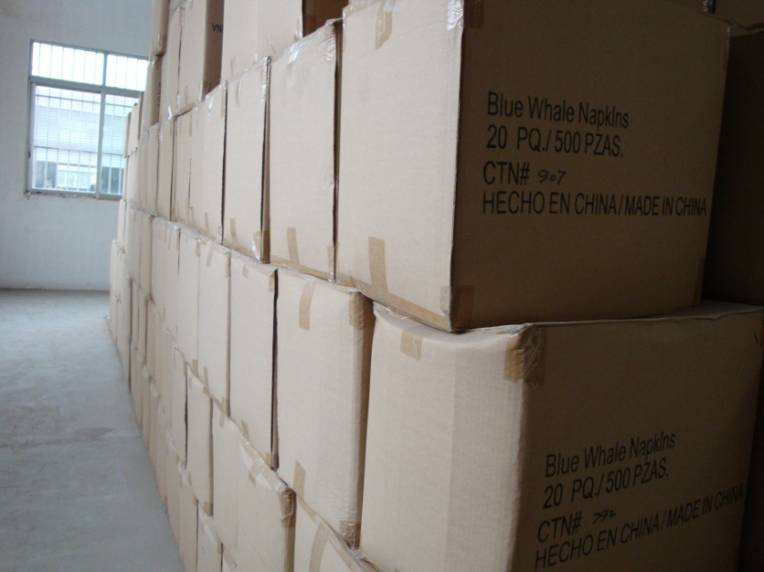 Blue Whale NapkIns
20 PQ./ 500 PZAS.
CTN# 907
HECHO EN CHINA/MADE IN CHINA
Blue Whale NapkIns
20 PQ./ 500 PZAS.
CTN# 792
HECHO EN CHINA/MADE IN CHINA